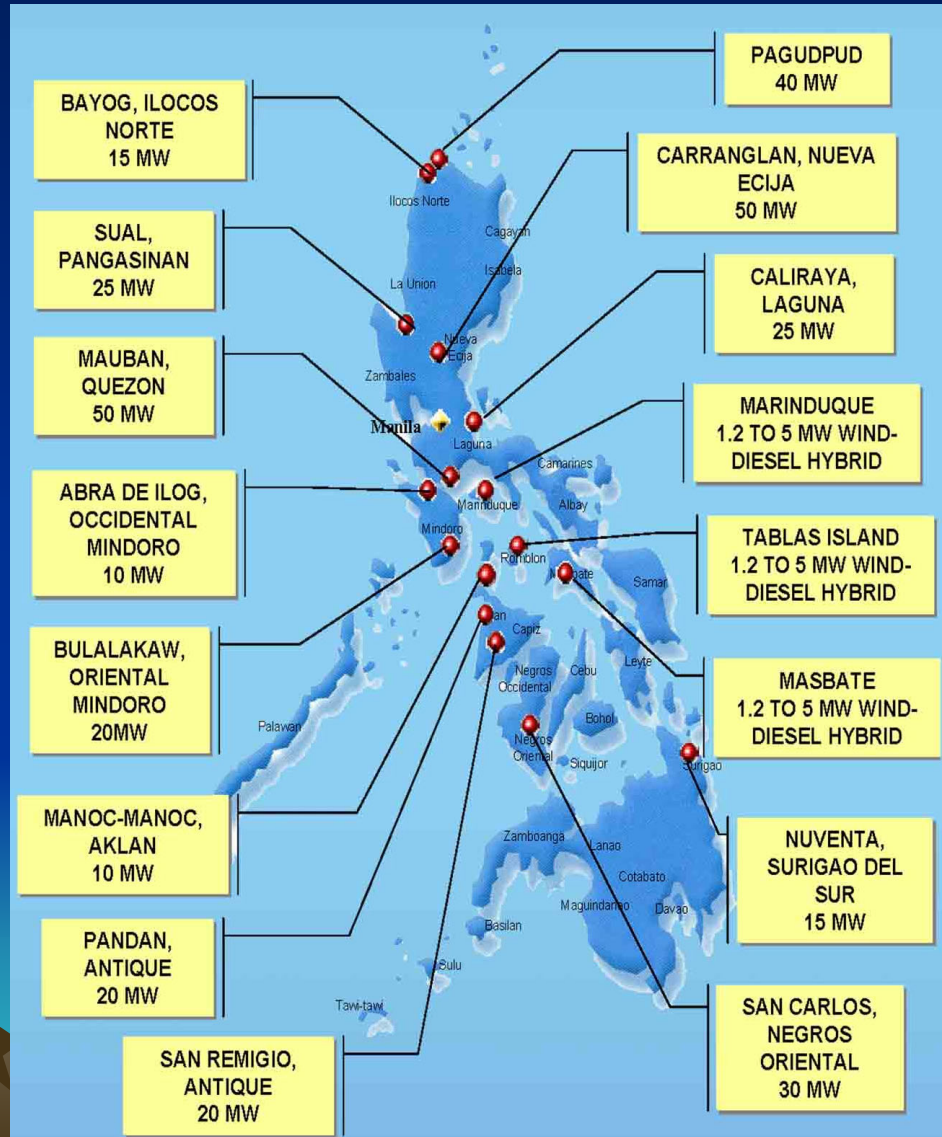 PAGUDPUD
40 MW
BAYOG, ILOCOS
NORTE
15 MW
CARRANGLAN, NUEVA
ECIJA
50 MW
SUAL,
PANGASINAN
25 MW
CALIRAYA,
LAGUNA
25 MW
MAUBAN,
QUEZON
50 MW
MARINDUQUE
1.2 TO 5 MW WIND-
DIESEL HYBRID
ABRA DE ILOG,
OCCIDENTAL
MINDORO
10 MW
TABLAS ISLAND
1.2 TO 5 MW WIND-
DIESEL HYBRID
BULALAKAW,
ORIENTAL
MINDORO
20MW
MASBATE
1.2 TO 5 MW WIND-
DIESEL HYBRID
MANOC-MANOC,
AKLAN
10 MW
NUVENTA,
SURIGAO DEL
SUR
15 MW
PANDAN,
ANTIQUE
20 MW
SAN CARLOS,
NEGROS
ORIENTAL
30 MW
SAN REMIGIO,
ANTIQUE
20 MW
Ilocos Norte
Cagayan
Isabela
La Union
Nueva
Ecija
Zambales
Manila
Laguna
Camarines
Marinduque
Albay
Mindoro
Romblon
Samar
Capiz
Leyte
Negros
Occidental
Cebu
Palawan
Bohol
Negros
Oriental
Siquijor
Surigao
Zamboanga
Lanao
Cotabato
Maguindanao
Davao
Basilan
Sulu
Tawi-tawi